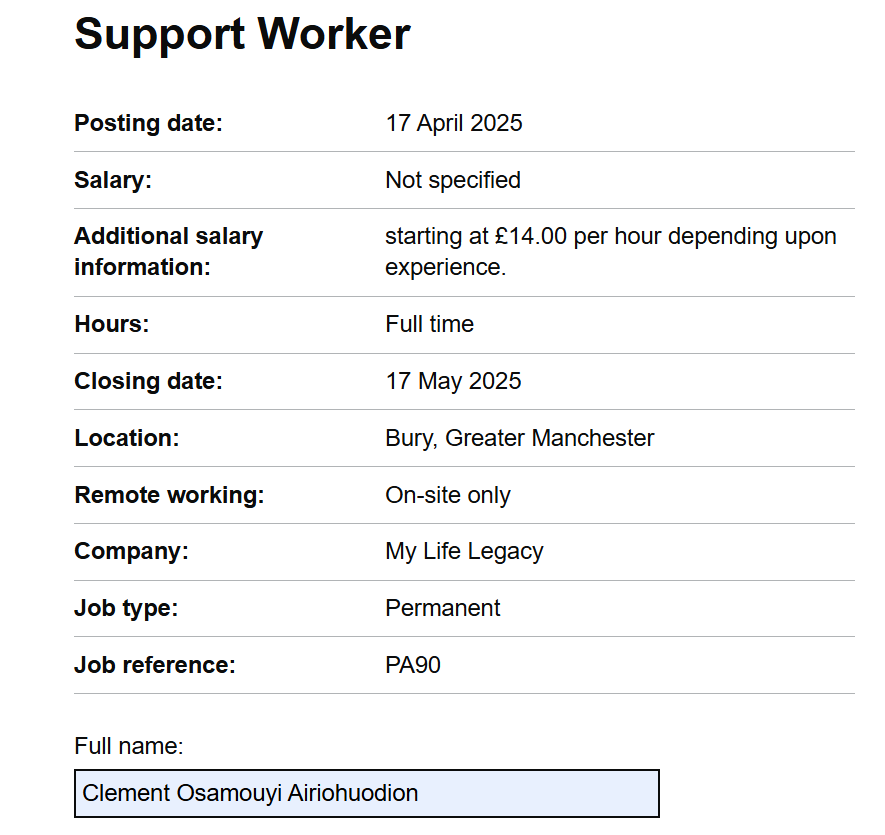 Support Worker
Posting date: 17 April 2025
Salary: Not specified
Additional salary information: starting at £14.00 per hour depending upon experience.
Hours: Full time
Closing date: 17 May 2025
Location: Bury, Greater Manchester
Remote working: On-site only
Company: My Life Legacy
Job type: Permanent
Job reference: PA90
Full name:
Clement Osamouyi Airiohuodion